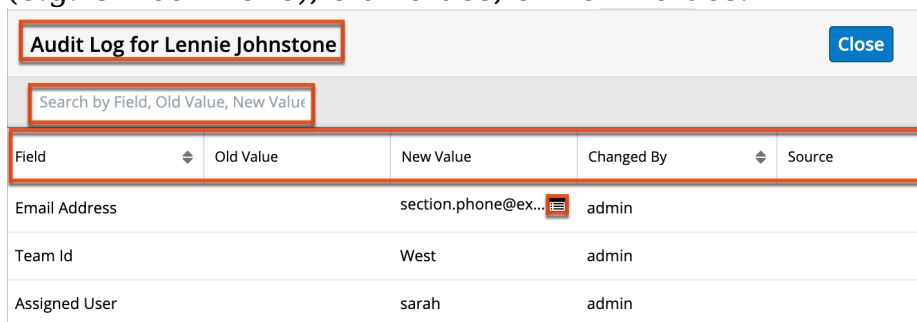 Audit Log for Lennie Johnstone
Close
Search by Field, Old Value, New Value
Field Old Value New Value Changed By Source
Email Address section.phone@ex... admin
Team Id West admin
Assigned User sarah admin